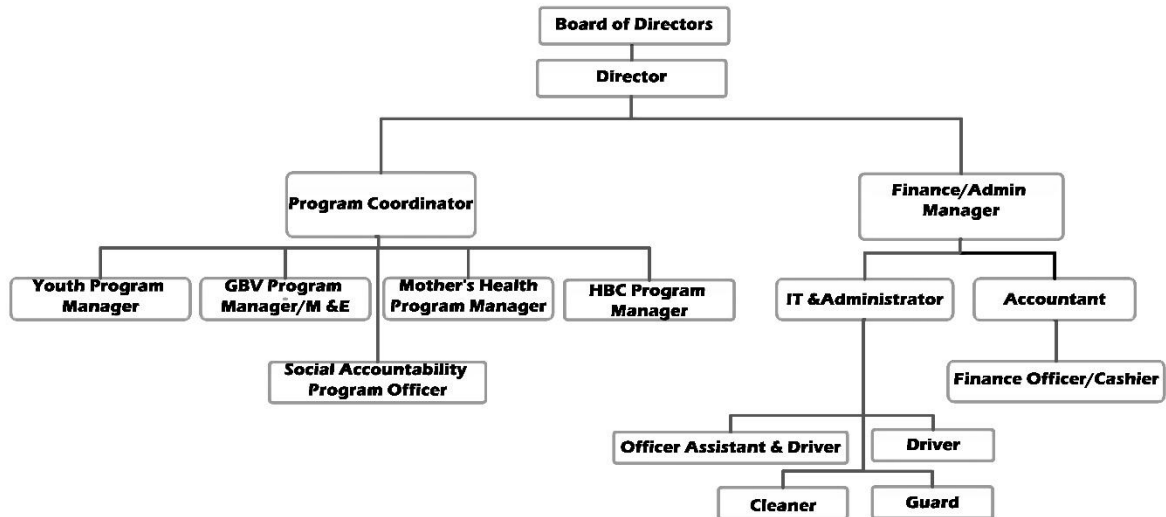 Board of Directors
Director
Program Coordinator
Finance/Admin
Manager
Youth Program
Manager
GBV Program
Manager/M &E
Mother's Health
Program Manager
HBC Program
Manager
IT &Administrator
Accountant
Social Accountability
Program Officer
Finance Officer/Cashier
Officer Assistant & Driver
Driver
Cleaner
Guard